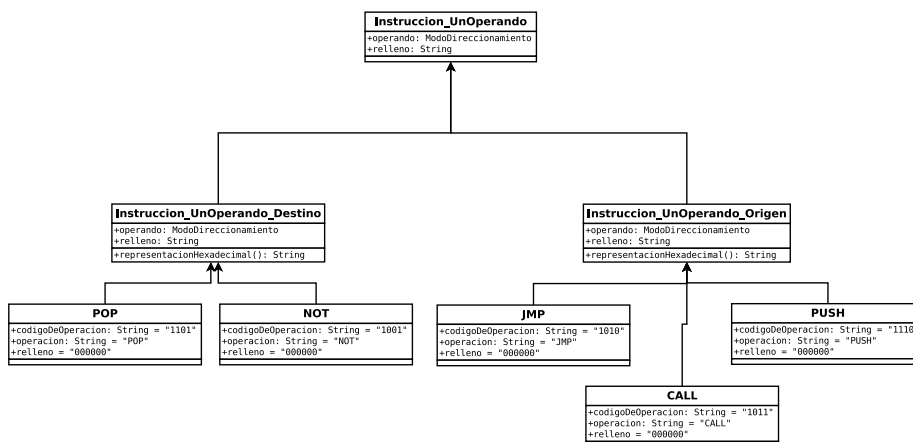 Instruccion_UnOperando
+operando: ModoDireccionamiento
+relleno: String
Instruccion_UnOperando_Destino
+operando: ModoDireccionamiento
+relleno: String
+representacionHexadecimal(): String
Instruccion_UnOperando_Origen
+operando: ModoDireccionamiento
+relleno: String
+representacionHexadecimal(): String
POP
+codigoDeOperacion: String = "1101"
+operacion: String = "POP"
+relleno = "000000"
NOT
+codigoDeOperacion: String = "1001"
+operacion: String = "NOT"
+relleno = "000000"
JMP
+codigoDeOperacion: String = "1010"
+operacion: String = "JMP"
+relleno = "000000"
PUSH
+codigoDeOperacion: String = "1110
+operacion: String = "PUSH"
+relleno = "000000"
CALL
+codigoDeOperacion: String = "1011"
+operacion: String = "CALL"
+relleno = "000000"